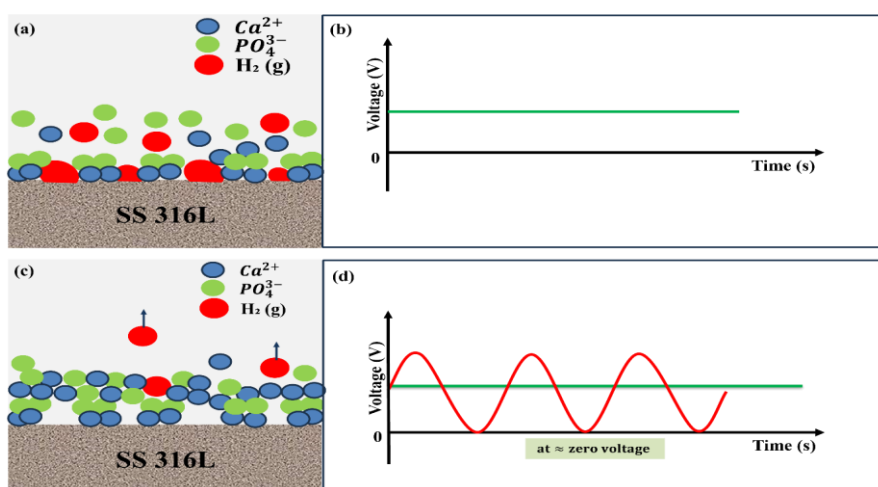 (a)
Ca²⁺
PO₄³⁻
H₂ (g)
SS 316L
(b)
Voltage (V)
0
Time (s)
(c)
Ca²⁺
PO₄³⁻
H₂ (g)
SS 316L
(d)
Voltage (V)
0
at ≈ zero voltage
Time (s)